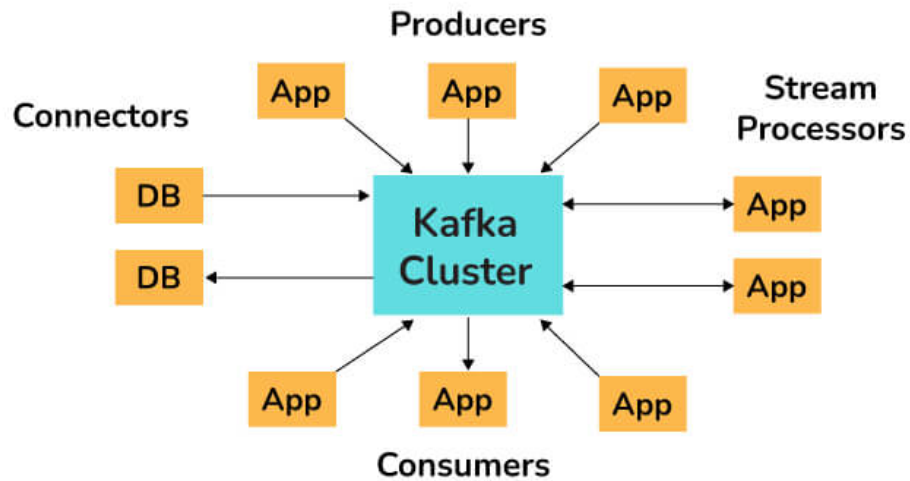 Producers
App
App
App
Connectors
Stream
Processors
DB
DB
Kafka
Cluster
App
App
App
App
App
Consumers